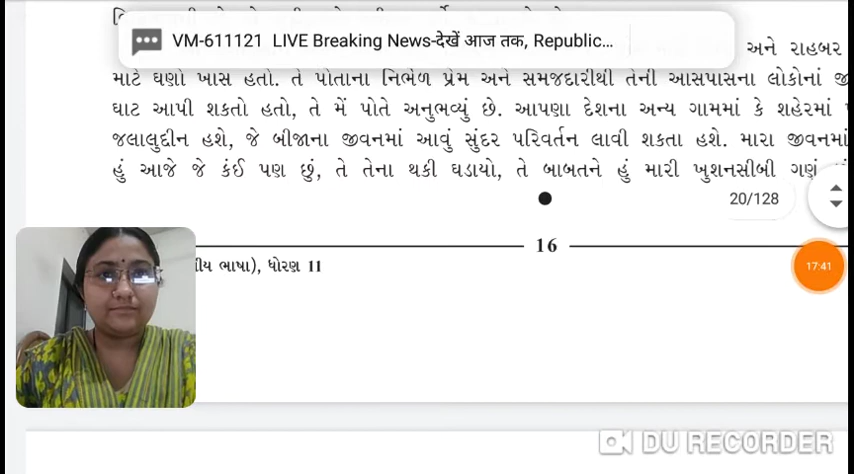 VM-611121 LIVE Breaking News-देखें आज तक, Republic...
અને રાહબર
માટે ઘણો ખાસ હતો. તે પોતાના નિર્ભેળ પ્રેમ અને સમજદારીથી તેની આસપાસના લોકોનાં
ઘાટ આપી શકતો હતો, તે મેં પોતે અનુભવ્યું છે. આપણા દેશના અન્ય ગામમાં કે શહેરમાં
જલાલુદ્દીન હશે, જે બીજાના જીવનમાં આવું સુંદર પરિવર્તન લાવી શકતા હશે. મારા જીવનમાં
હું આજે જે કંઈ પણ છું, તે તેના થકી ઘડાયો, તે બાબતને હું મારી ખુશનસીબી ગણું
20/128
16
17:41
ભાષા), ધોરણ 11
DU RECORDER